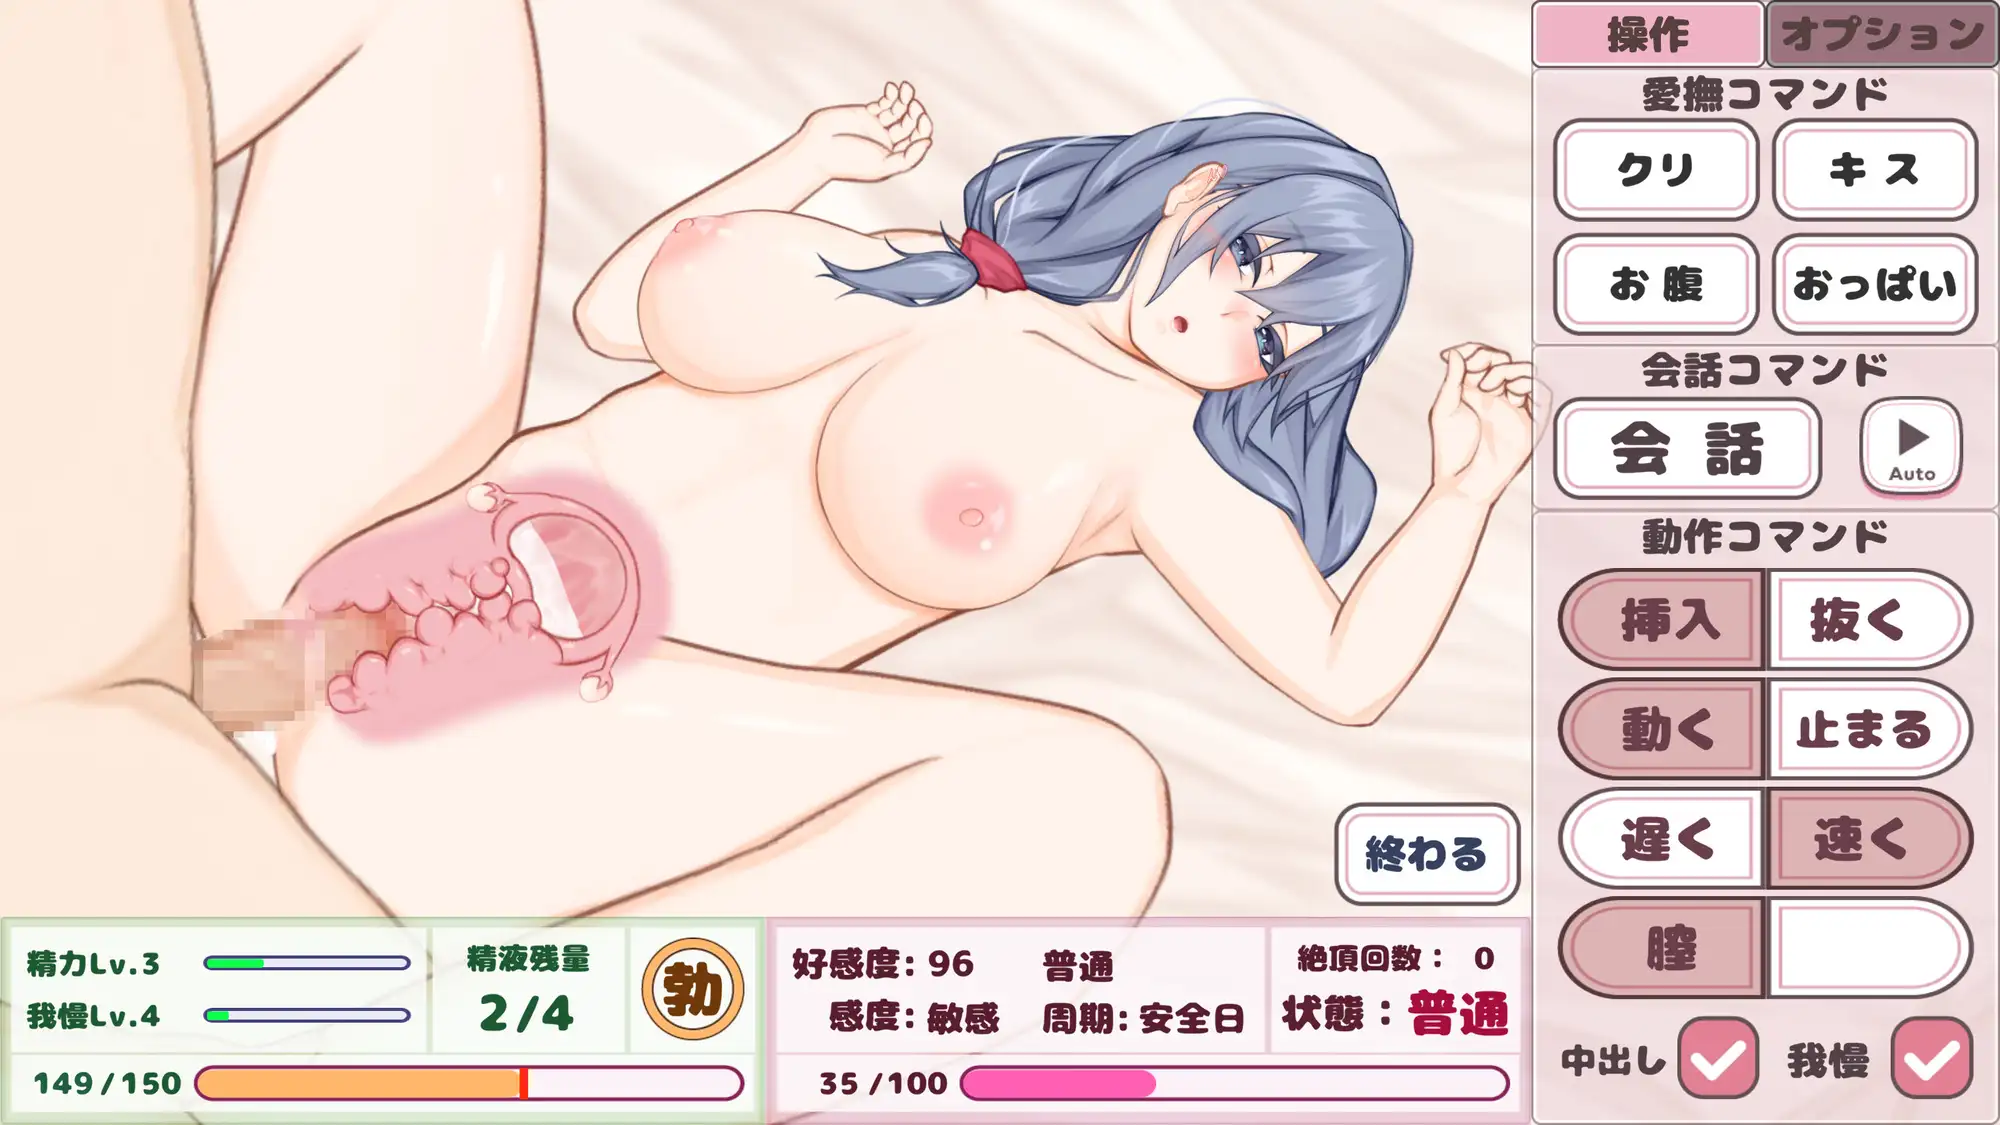 操作 オプション
愛撫コマンド
クリ キス
お腹 おっぱい
会話コマンド
会話 Auto
動作コマンド
挿入 抜く
動く 止まる
遅く 速く
膣
中出し 我慢
終わる
精力Lv.3
我慢Lv.4
精液残量
2/4
勃
149/150
好感度: 96 普通
感度: 敏感 周期: 安全日
絶頂回数: 0
状態: 普通
35/100